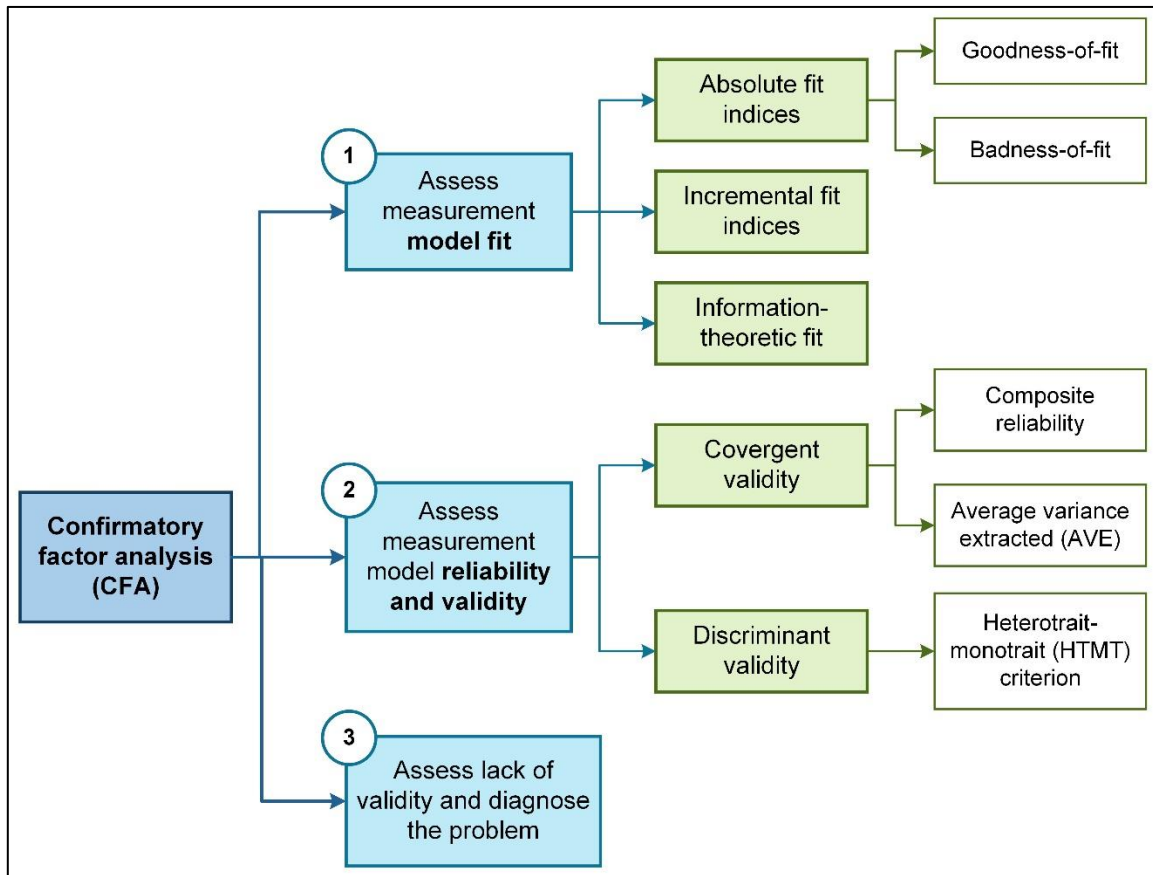 Confirmatory
factor analysis
(CFA)
1
Assess
measurement
model fit
Absolute fit
indices
Goodness-of-fit
Badness-of-fit
Incremental fit
indices
Information-
theoretic fit
2
Assess
measurement
model reliability
and validity
Covergent
validity
Composite
reliability
Average variance
extracted (AVE)
Discriminant
validity
Heterotrait-
monotrait (HTMT)
criterion
3
Assess lack of
validity and diagnose
the problem